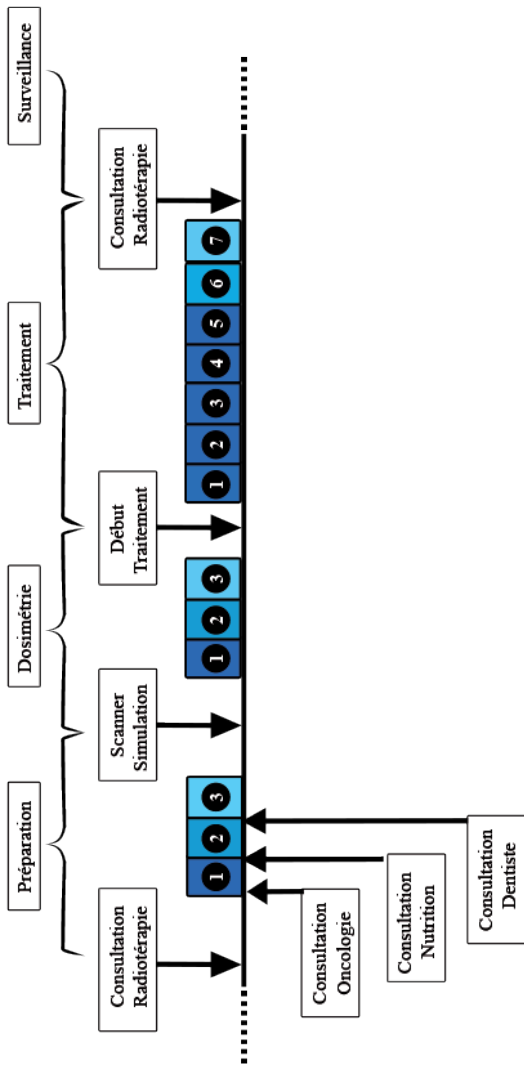 Préparation
Dosimétrie
Traitement
Surveillance
Consultation
Radiotérapie
Scanner
Simulation
Début
Traitement
Consultation
Radiotérapie
1 2 3
1 2 3
1 2 3 4 5 6 7
Consultation
Oncologie
Consultation
Nutrition
Consultation
Dentiste